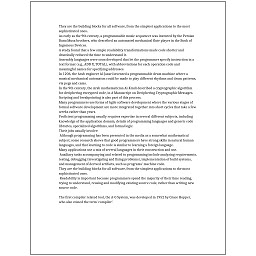 They are the building blocks for all software, from the simplest applications to the most
sophisticated ones.
As early as the 9th century, a programmable music sequencer was invented by the Persian
Banu Musa brothers, who described an automated mechanical flute player in the Book of
Ingenious Devices.
A study found that a few simple readability transformations made code shorter and
drastically reduced the time to understand it.
Assembly languages were soon developed that let the programmer specify instruction in a
text format (e.g., ADD X, TOTAL), with abbreviations for each operation code and
meaningful names for specifying addresses.
In 1206, the Arab engineer Al-Jazari invented a programmable drum machine where a
musical mechanical automaton could be made to play different rhythms and drum patterns,
via pegs and cams.
In the 9th century, the Arab mathematician Al-Kindi described a cryptographic algorithm
for deciphering encrypted code, in A Manuscript on Deciphering Cryptographic Messages.
Scripting and breakpointing is also part of this process.
Many programmers use forms of Agile software development where the various stages of
formal software development are more integrated together into short cycles that take a few
weeks rather than years.
Proficient programming usually requires expertise in several different subjects, including
knowledge of the application domain, details of programming languages and generic code
libraries, specialized algorithms, and formal logic.
Their jobs usually involve:
Although programming has been presented in the media as a somewhat mathematical
subject, some research shows that good programmers have strong skills in natural human
languages, and that learning to code is similar to learning a foreign language.
Many applications use a mix of several languages in their construction and use.
Auxiliary tasks accompanying and related to programming include analyzing requirements,
testing, debugging (investigating and fixing problems), implementation of build systems,
and management of derived artifacts, such as programs' machine code.
They are the building blocks for all software, from the simplest applications to the most
sophisticated ones.
Readability is important because programmers spend the majority of their time reading,
trying to understand, reusing and modifying existing source code, rather than writing new
source code.
The first compiler related tool, the A-0 System, was developed in 1952 by Grace Hopper,
who also coined the term 'compiler'.